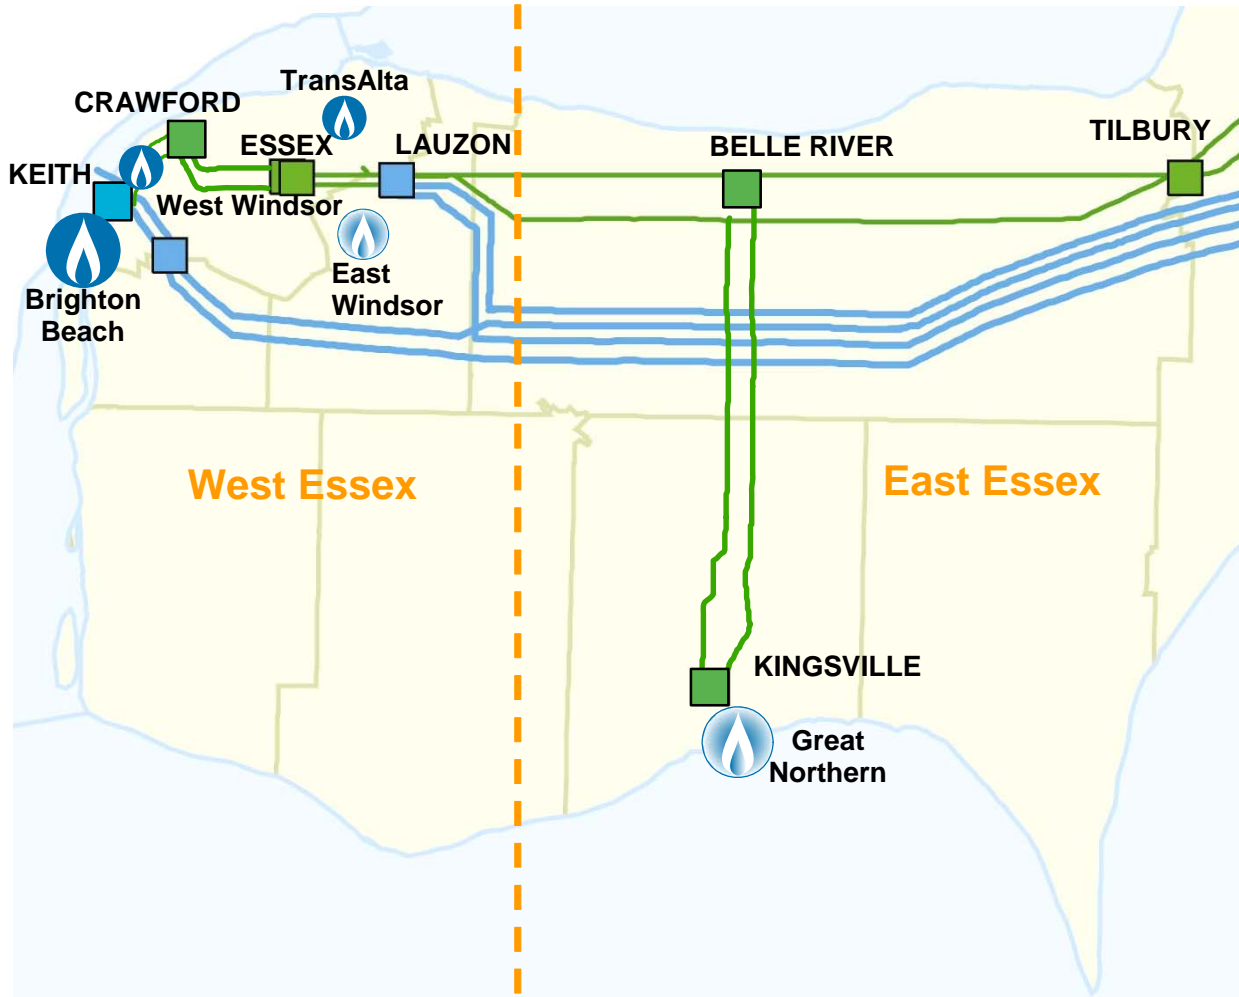 TransAlta
CRAWFORD
ESSEX
LAUZON
BELLE RIVER
TILBURY
KEITH
West Windsor
East
Windsor
Brighton
Beach
West Essex
East Essex
KINGSVILLE
Great
Northern